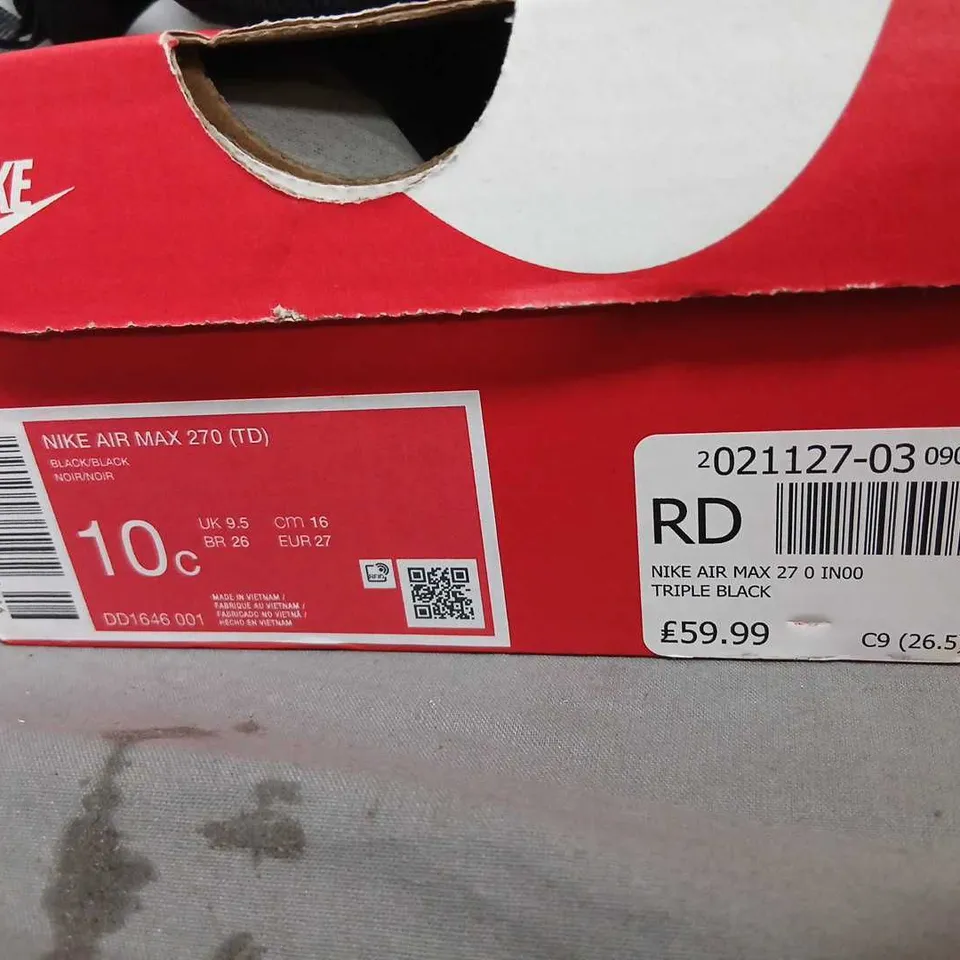 KE
NIKE AIR MAX 270 (TD)
BLACK/BLACK
NOIR/NOIR
10C
UK 9.5 cm 16
BR 26 EUR 27
RFID
MADE IN VIETNAM /
FABRIQUE AU VIETNAM /
FABRICADO NO VIETNÃ /
HECHO EN VIETNAM
DD1646 001
2021127-03 090
RD
NIKE AIR MAX 27 0 IN00
TRIPLE BLACK
£59.99 C9 (26.5)